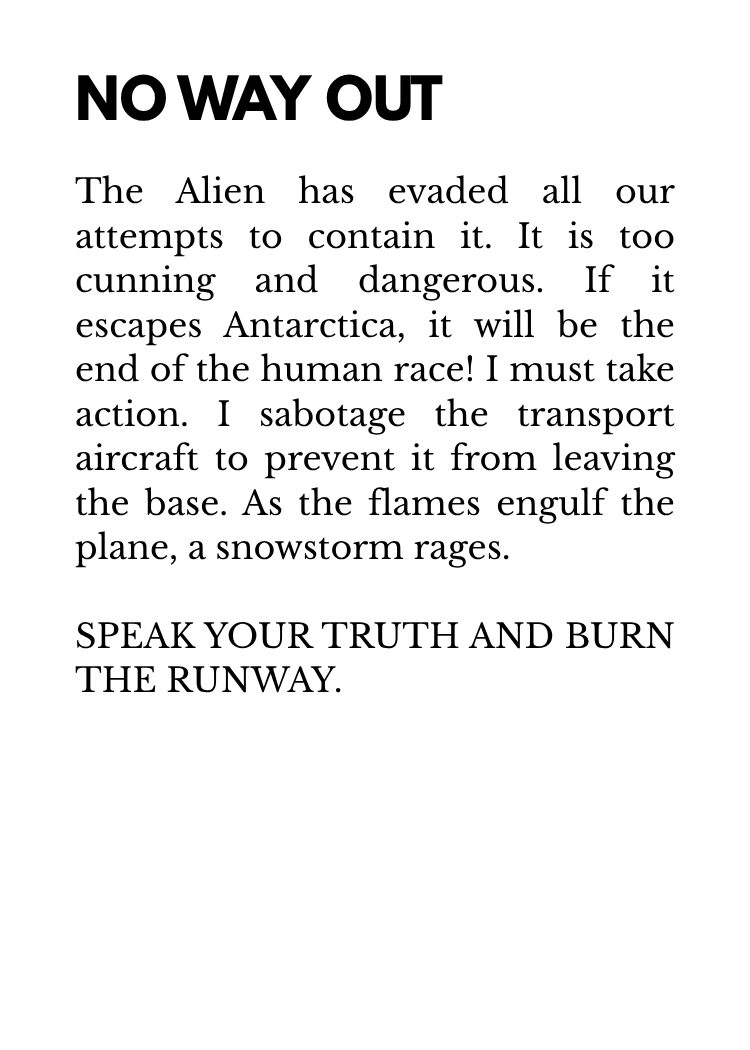 NO WAY OUT
The Alien has evaded all our
attempts to contain it. It is too
cunning and dangerous. If it
escapes Antarctica, it will be the
end of the human race! I must take
action. I sabotage the transport
aircraft to prevent it from leaving
the base. As the flames engulf the
plane, a snowstorm rages.
SPEAK YOUR TRUTH AND BURN
THE RUNWAY.